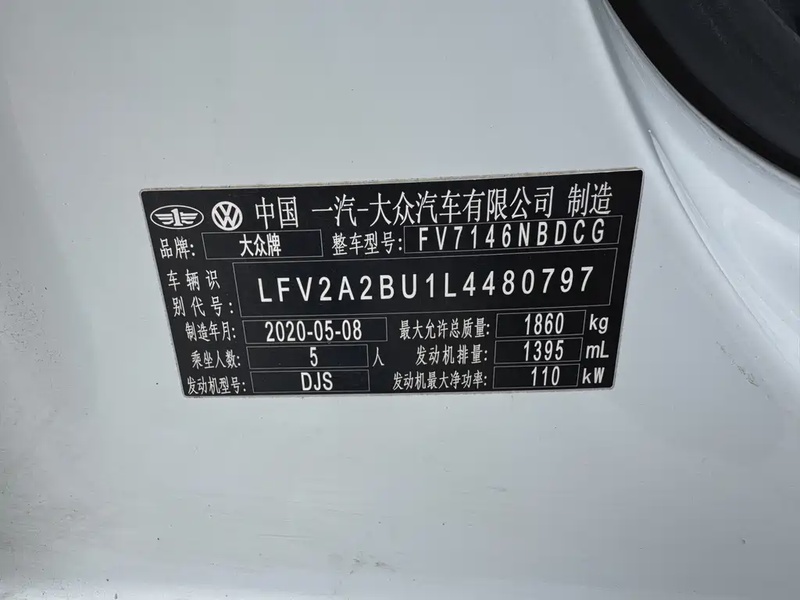 1 VW 中国 一汽-大众汽车有限公司 制造
品牌: 大众牌 整车型号: FV7146NBDCG
车辆识别代号: LFV2A2BU1L4480797
制造年月: 2020-05-08 最大允许总质量: 1860 kg
乘坐人数: 5 人 发动机排量: 1395 mL
发动机型号: DJS 发动机最大净功率: 110 kW